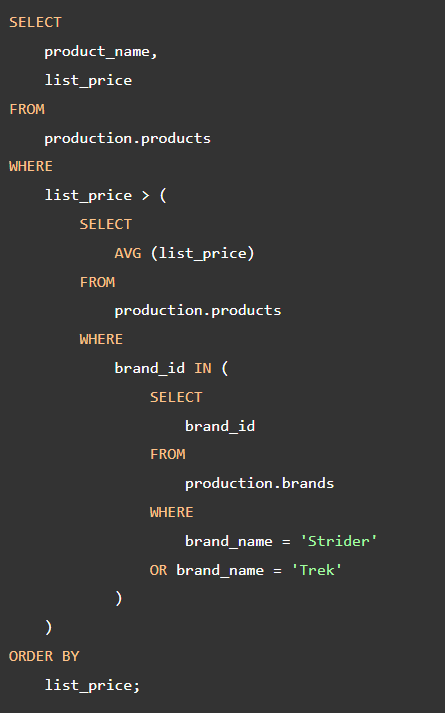 SELECT
    product_name,
    list_price
FROM
    production.products
WHERE
    list_price > (
        SELECT
            AVG (list_price)
        FROM
            production.products
        WHERE
            brand_id IN (
                SELECT
                    brand_id
                FROM
                    production.brands
                WHERE
                    brand_name = 'Strider'
                OR brand_name = 'Trek'
            )
    )
ORDER BY
    list_price;